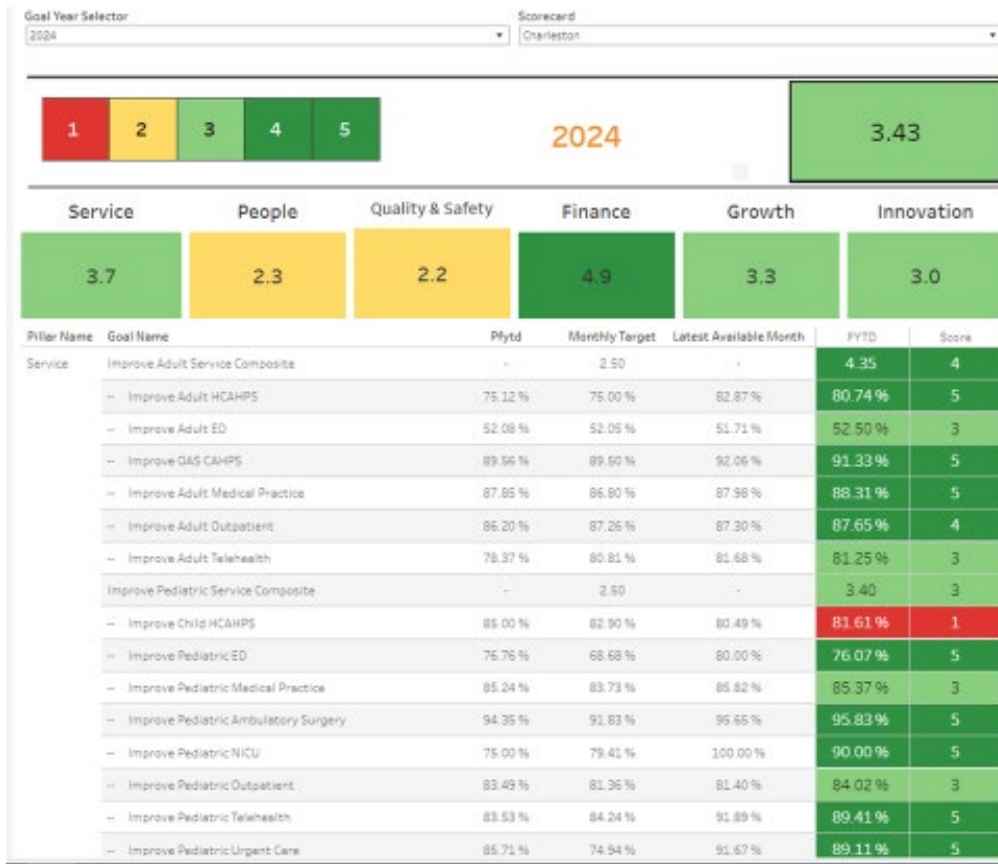 Goal Year Selector Scorecard
2024 Charleston
1 2 3 4 5 2024 3.43
Service People Quality & Safety Finance Growth Innovation
3.7 2.3 2.2 4.9 3.3 3.0
Pillar Name Goal Name Pfytd Monthly Target Latest Available Month FYTD Score
Service Improve Adult Service Composite - 2.50 - 4.35 4
-- Improve Adult HCAHPS 75.12 % 75.00 % 82.87 % 80.74 % 5
-- Improve Adult ED 52.08 % 52.05 % 51.71 % 52.50 % 3
-- Improve OAS CAHPS 89.56 % 89.50 % 92.06 % 91.33 % 5
-- Improve Adult Medical Practice 87.85 % 86.80 % 87.98 % 88.31 % 5
-- Improve Adult Outpatient 86.20 % 87.26 % 87.30 % 87.65 % 4
-- Improve Adult Telehealth 78.37 % 80.81 % 81.68 % 81.25 % 3
Improve Pediatric Service Composite - 2.50 - 3.40 3
-- Improve Child HCAHPS 85.00 % 82.90 % 80.49 % 81.61 % 1
-- Improve Pediatric ED 76.76 % 68.68 % 80.00 % 76.07 % 5
-- Improve Pediatric Medical Practice 85.24 % 83.73 % 85.82 % 85.37 % 3
-- Improve Pediatric Ambulatory Surgery 94.35 % 91.83 % 95.65 % 95.83 % 5
-- Improve Pediatric NICU 75.00 % 79.41 % 100.00 % 90.00 % 5
-- Improve Pediatric Outpatient 83.49 % 81.36 % 81.40 % 84.02 % 3
-- Improve Pediatric Telehealth 83.53 % 84.24 % 91.89 % 89.41 % 5
-- Improve Pediatric Urgent Care 85.71 % 74.94 % 91.67 % 89.11 % 5